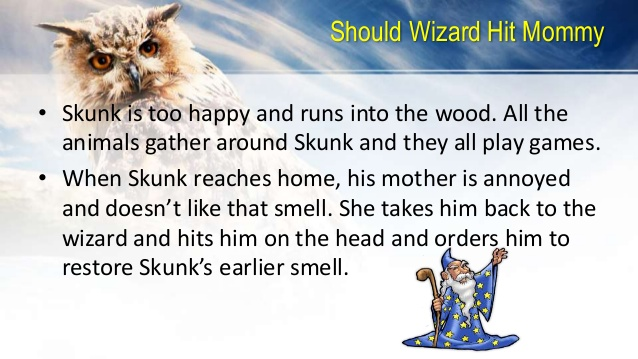 Should Wizard Hit Mommy
• Skunk is too happy and runs into the wood. All the
animals gather around Skunk and they all play games.
• When Skunk reaches home, his mother is annoyed
and doesn’t like that smell. She takes him back to the
wizard and hits him on the head and orders him to
restore Skunk’s earlier smell.